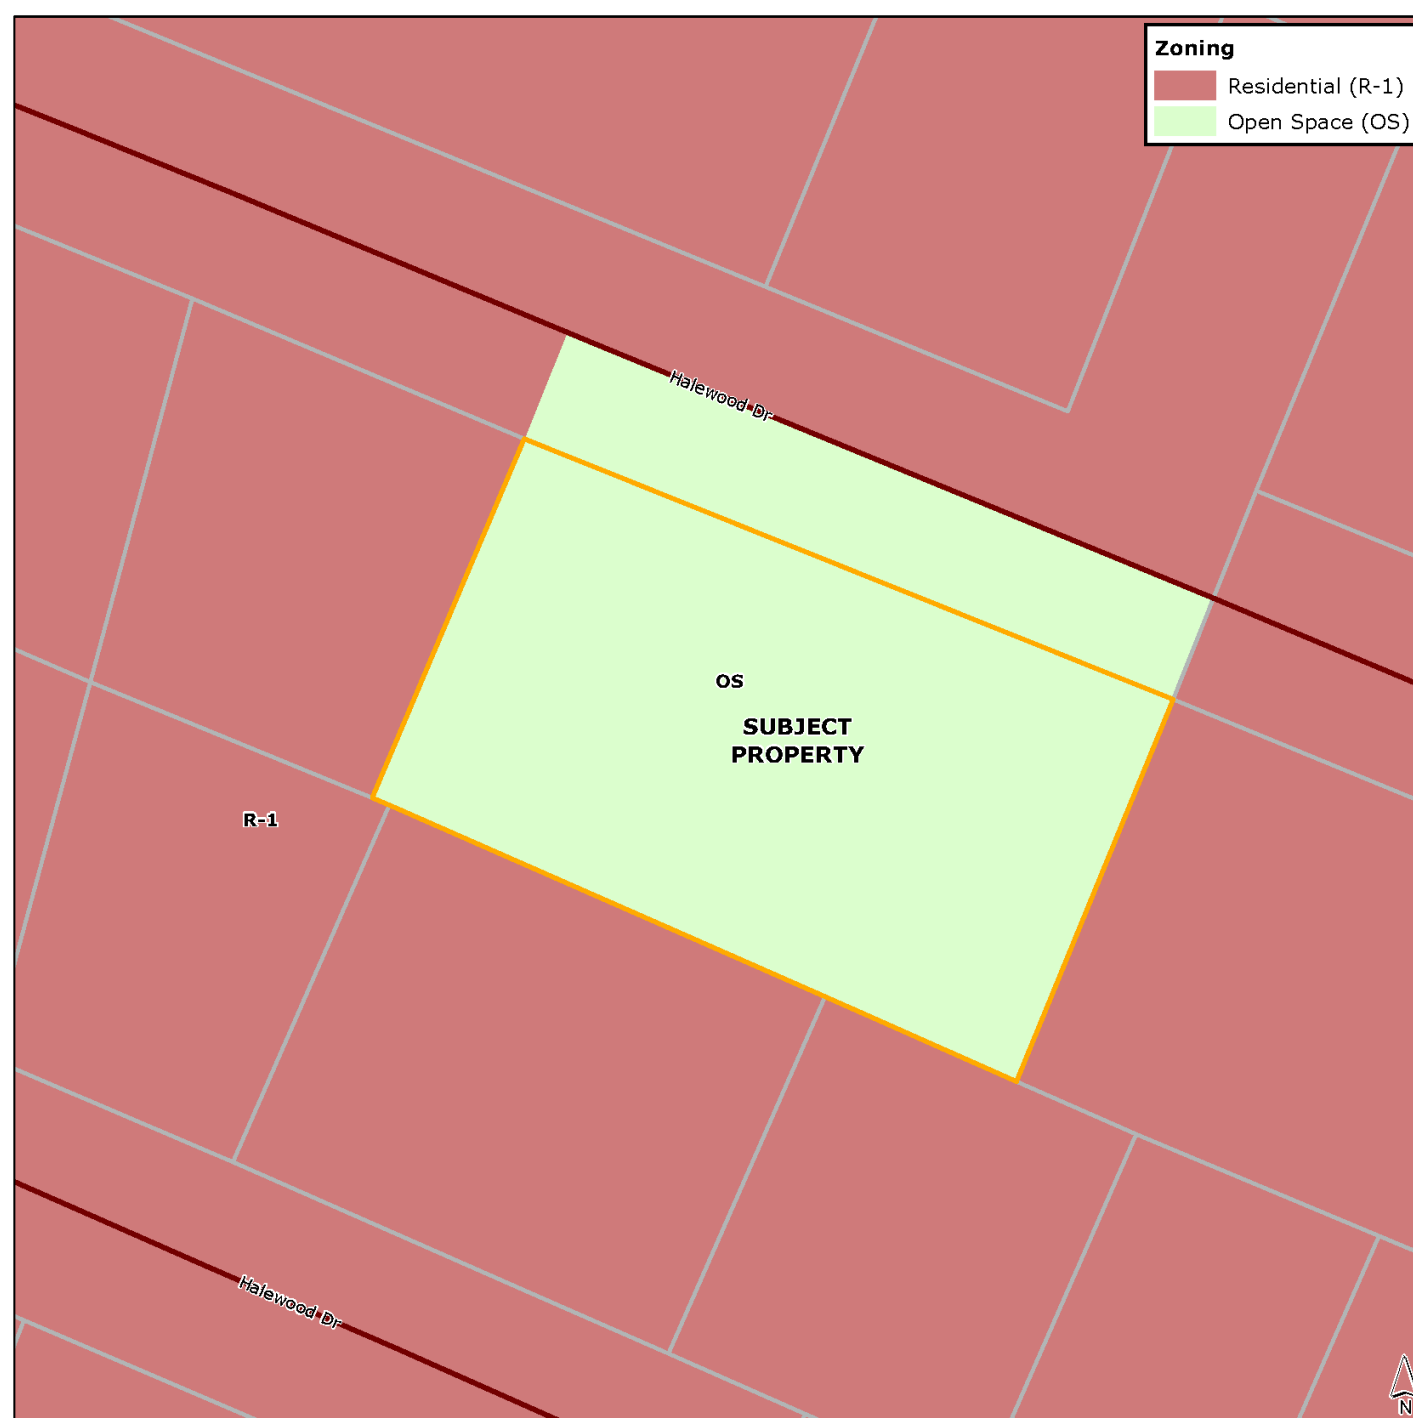 Zoning
Residential (R-1)
Open Space (OS)
Halewood Dr
OS
SUBJECT
PROPERTY
R-1
Halewood Dr
N